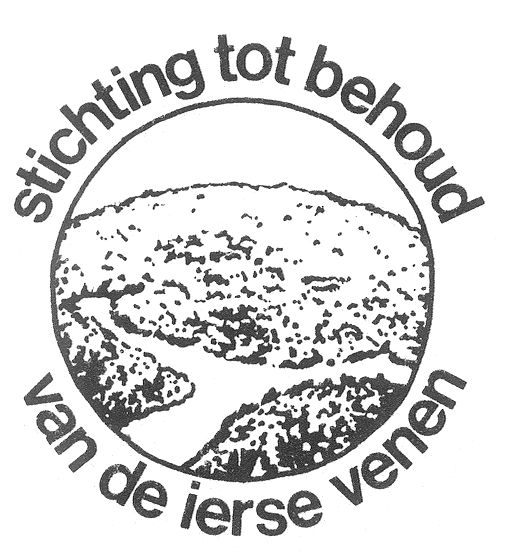 stichting tot behoud
van de ierse venen